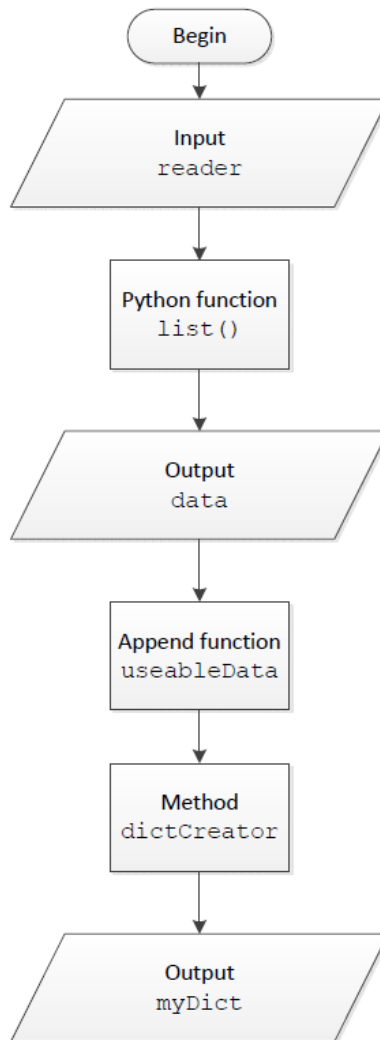 Begin
Input
reader
Python function
list()
Output
data
Append function
useableData
Method
dictCreator
Output
myDict